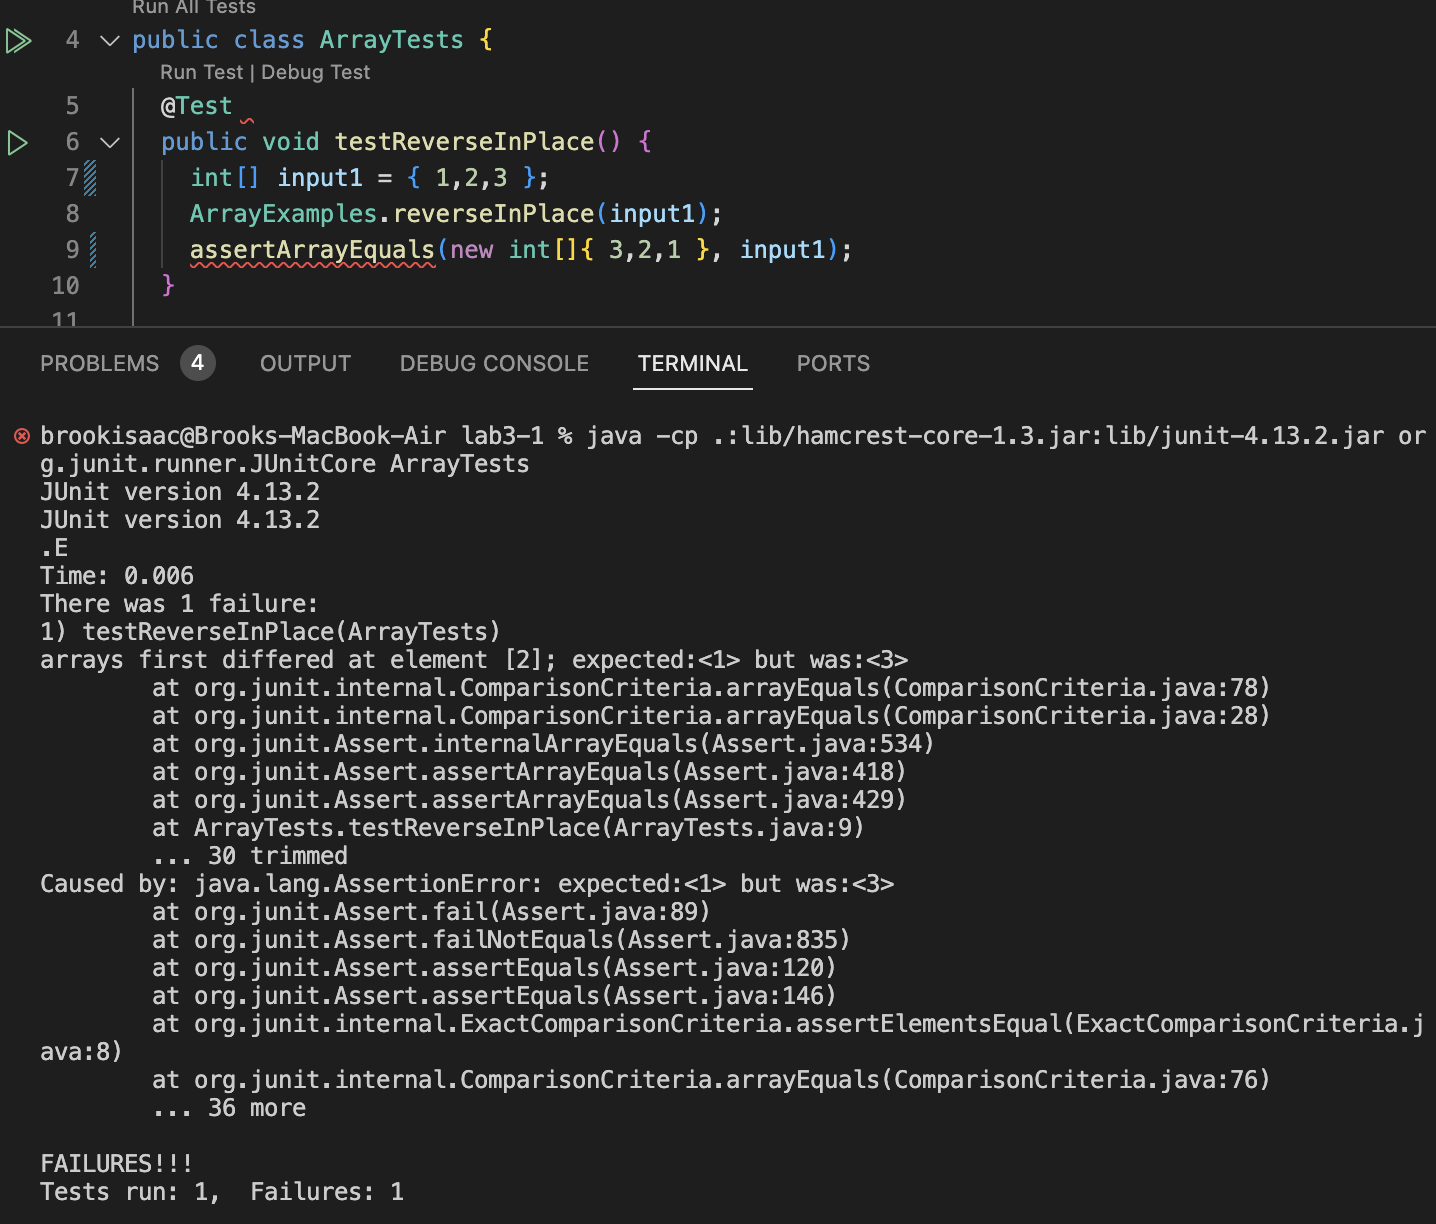 Run All Tests
4 public class ArrayTests {
Run Test | Debug Test
5 @Test
6 public void testReverseInPlace() {
7 int[] input1 = { 1,2,3 };
8 ArrayExamples.reverseInPlace(input1);
9 assertArrayEquals(new int[]{ 3,2,1 }, input1);
10 }
11
PROBLEMS 4 OUTPUT DEBUG CONSOLE TERMINAL PORTS
brookisaac@Brooks-MacBook-Air lab3-1 % java -cp .:lib/hamcrest-core-1.3.jar:lib/junit-4.13.2.jar or
g.junit.runner.JUnitCore ArrayTests
JUnit version 4.13.2
JUnit version 4.13.2
.E
Time: 0.006
There was 1 failure:
1) testReverseInPlace(ArrayTests)
arrays first differed at element [2]; expected:<1> but was:<3>
at org.junit.internal.ComparisonCriteria.arrayEquals(ComparisonCriteria.java:78)
at org.junit.internal.ComparisonCriteria.arrayEquals(ComparisonCriteria.java:28)
at org.junit.Assert.internalArrayEquals(Assert.java:534)
at org.junit.Assert.assertArrayEquals(Assert.java:418)
at org.junit.Assert.assertArrayEquals(Assert.java:429)
at ArrayTests.testReverseInPlace(ArrayTests.java:9)
... 30 trimmed
Caused by: java.lang.AssertionError: expected:<1> but was:<3>
at org.junit.Assert.fail(Assert.java:89)
at org.junit.Assert.failNotEquals(Assert.java:835)
at org.junit.Assert.assertEquals(Assert.java:120)
at org.junit.Assert.assertEquals(Assert.java:146)
at org.junit.internal.ExactComparisonCriteria.assertElementsEqual(ExactComparisonCriteria.j
ava:8)
at org.junit.internal.ComparisonCriteria.arrayEquals(ComparisonCriteria.java:76)
... 36 more
FAILURES!!!
Tests run: 1,  Failures: 1